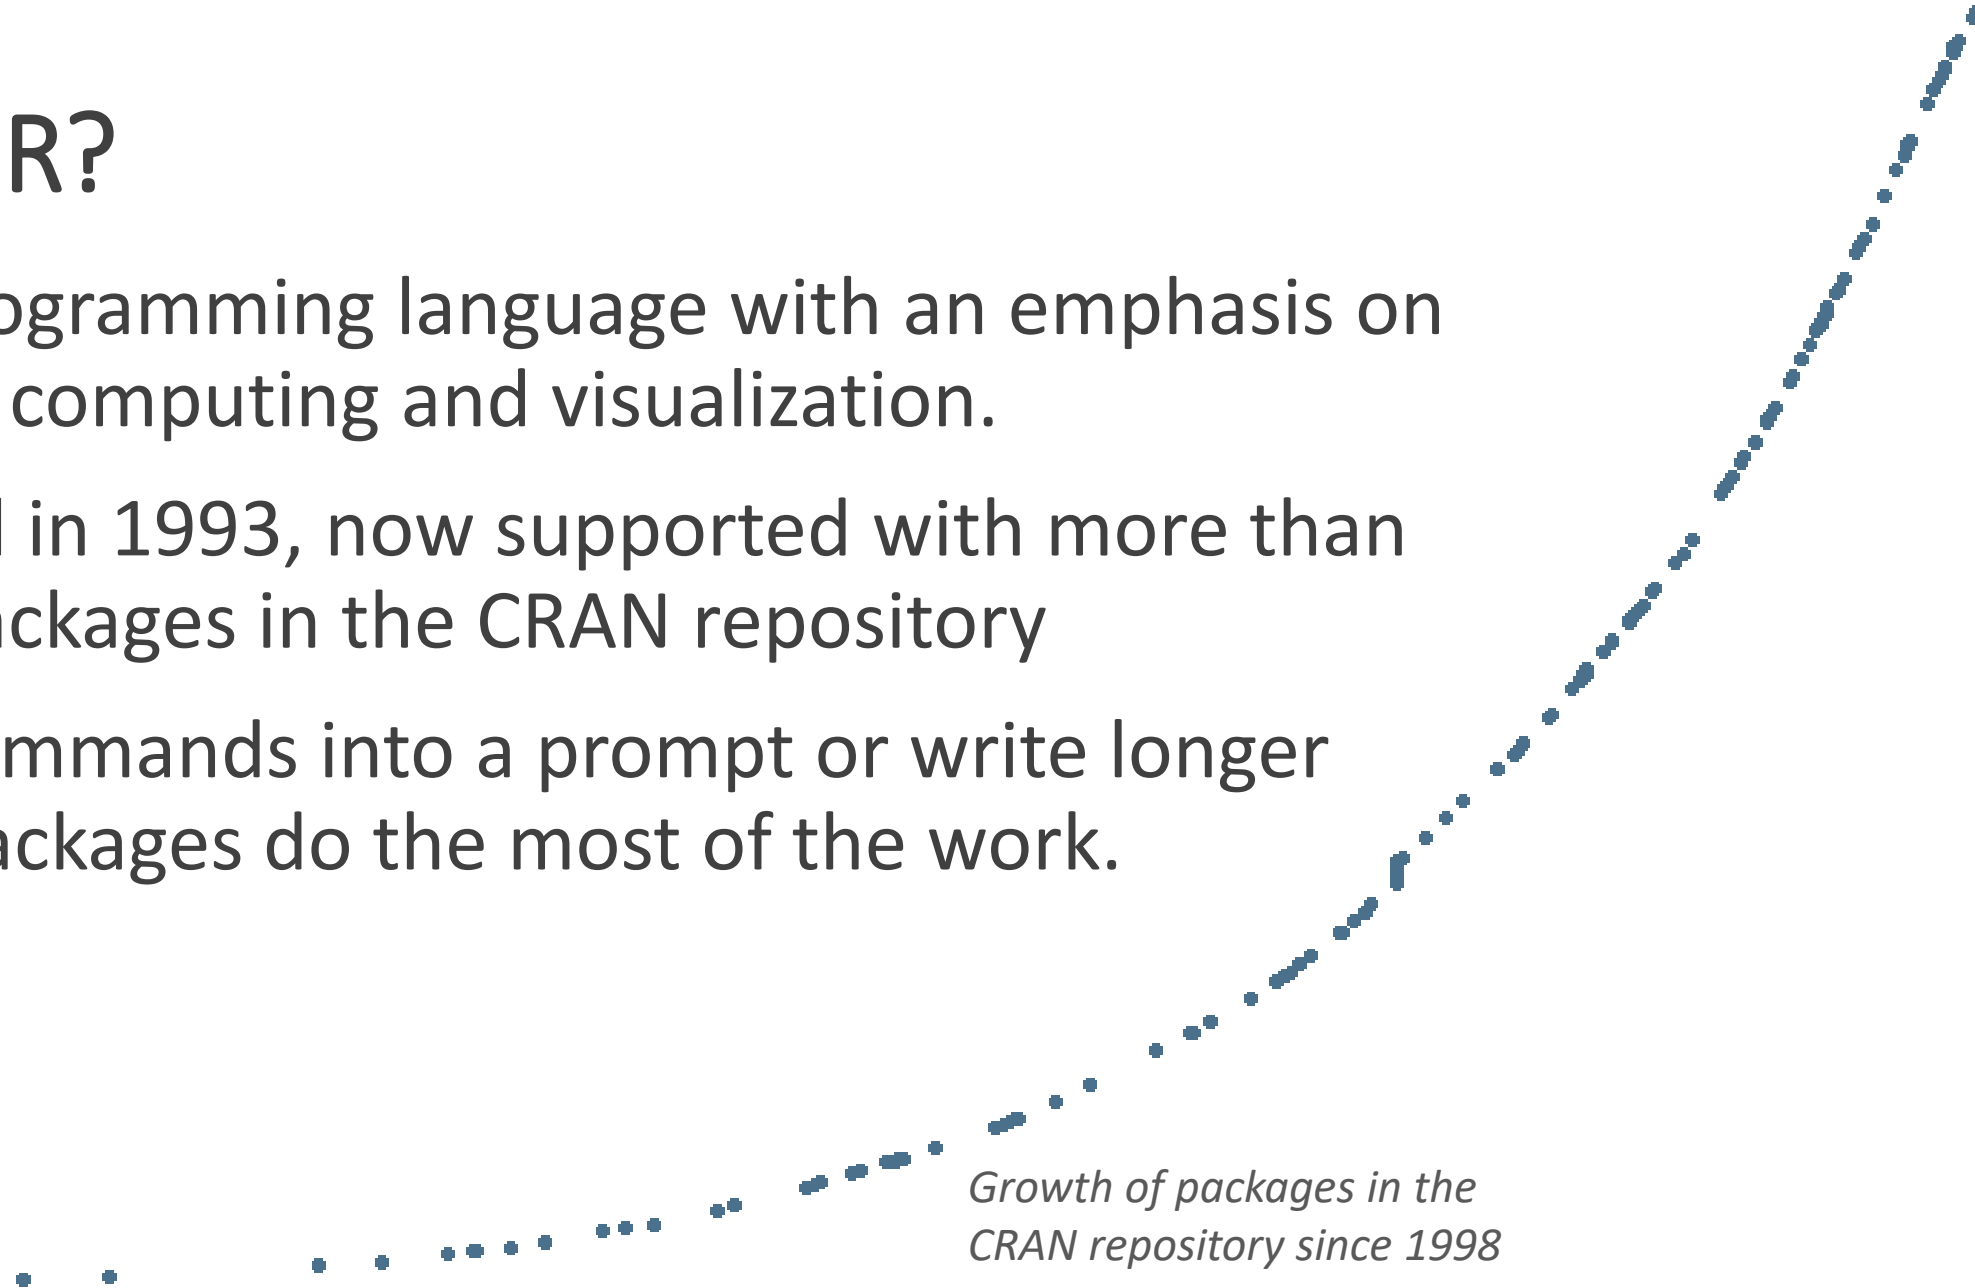 R?
ogramming language with an emphasis on
computing and visualization.
in 1993, now supported with more than
ckages in the CRAN repository
mmands into a prompt or write longer
ackages do the most of the work.
Growth of packages in the
CRAN repository since 1998